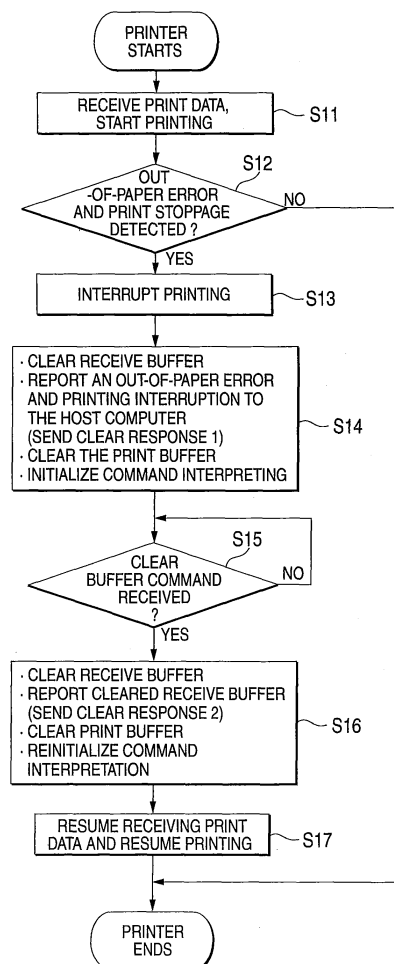 PRINTER
STARTS
RECEIVE PRINT DATA,
START PRINTING
S11
S12
OUT
-OF-PAPER ERROR
AND PRINT STOPPAGE
DETECTED ?
NO
YES
INTERRUPT PRINTING
S13
· CLEAR RECEIVE BUFFER
· REPORT AN OUT-OF-PAPER ERROR
AND PRINTING INTERRUPTION TO
THE HOST COMPUTER
(SEND CLEAR RESPONSE 1)
· CLEAR THE PRINT BUFFER
· INITIALIZE COMMAND INTERPRETING
S14
S15
CLEAR
BUFFER COMMAND
RECEIVED
?
NO
YES
· CLEAR RECEIVE BUFFER
· REPORT CLEARED RECEIVE BUFFER
(SEND CLEAR RESPONSE 2)
· CLEAR PRINT BUFFER
· REINITIALIZE COMMAND
INTERPRETATION
S16
RESUME RECEIVING PRINT
DATA AND RESUME PRINTING
S17
PRINTER
ENDS